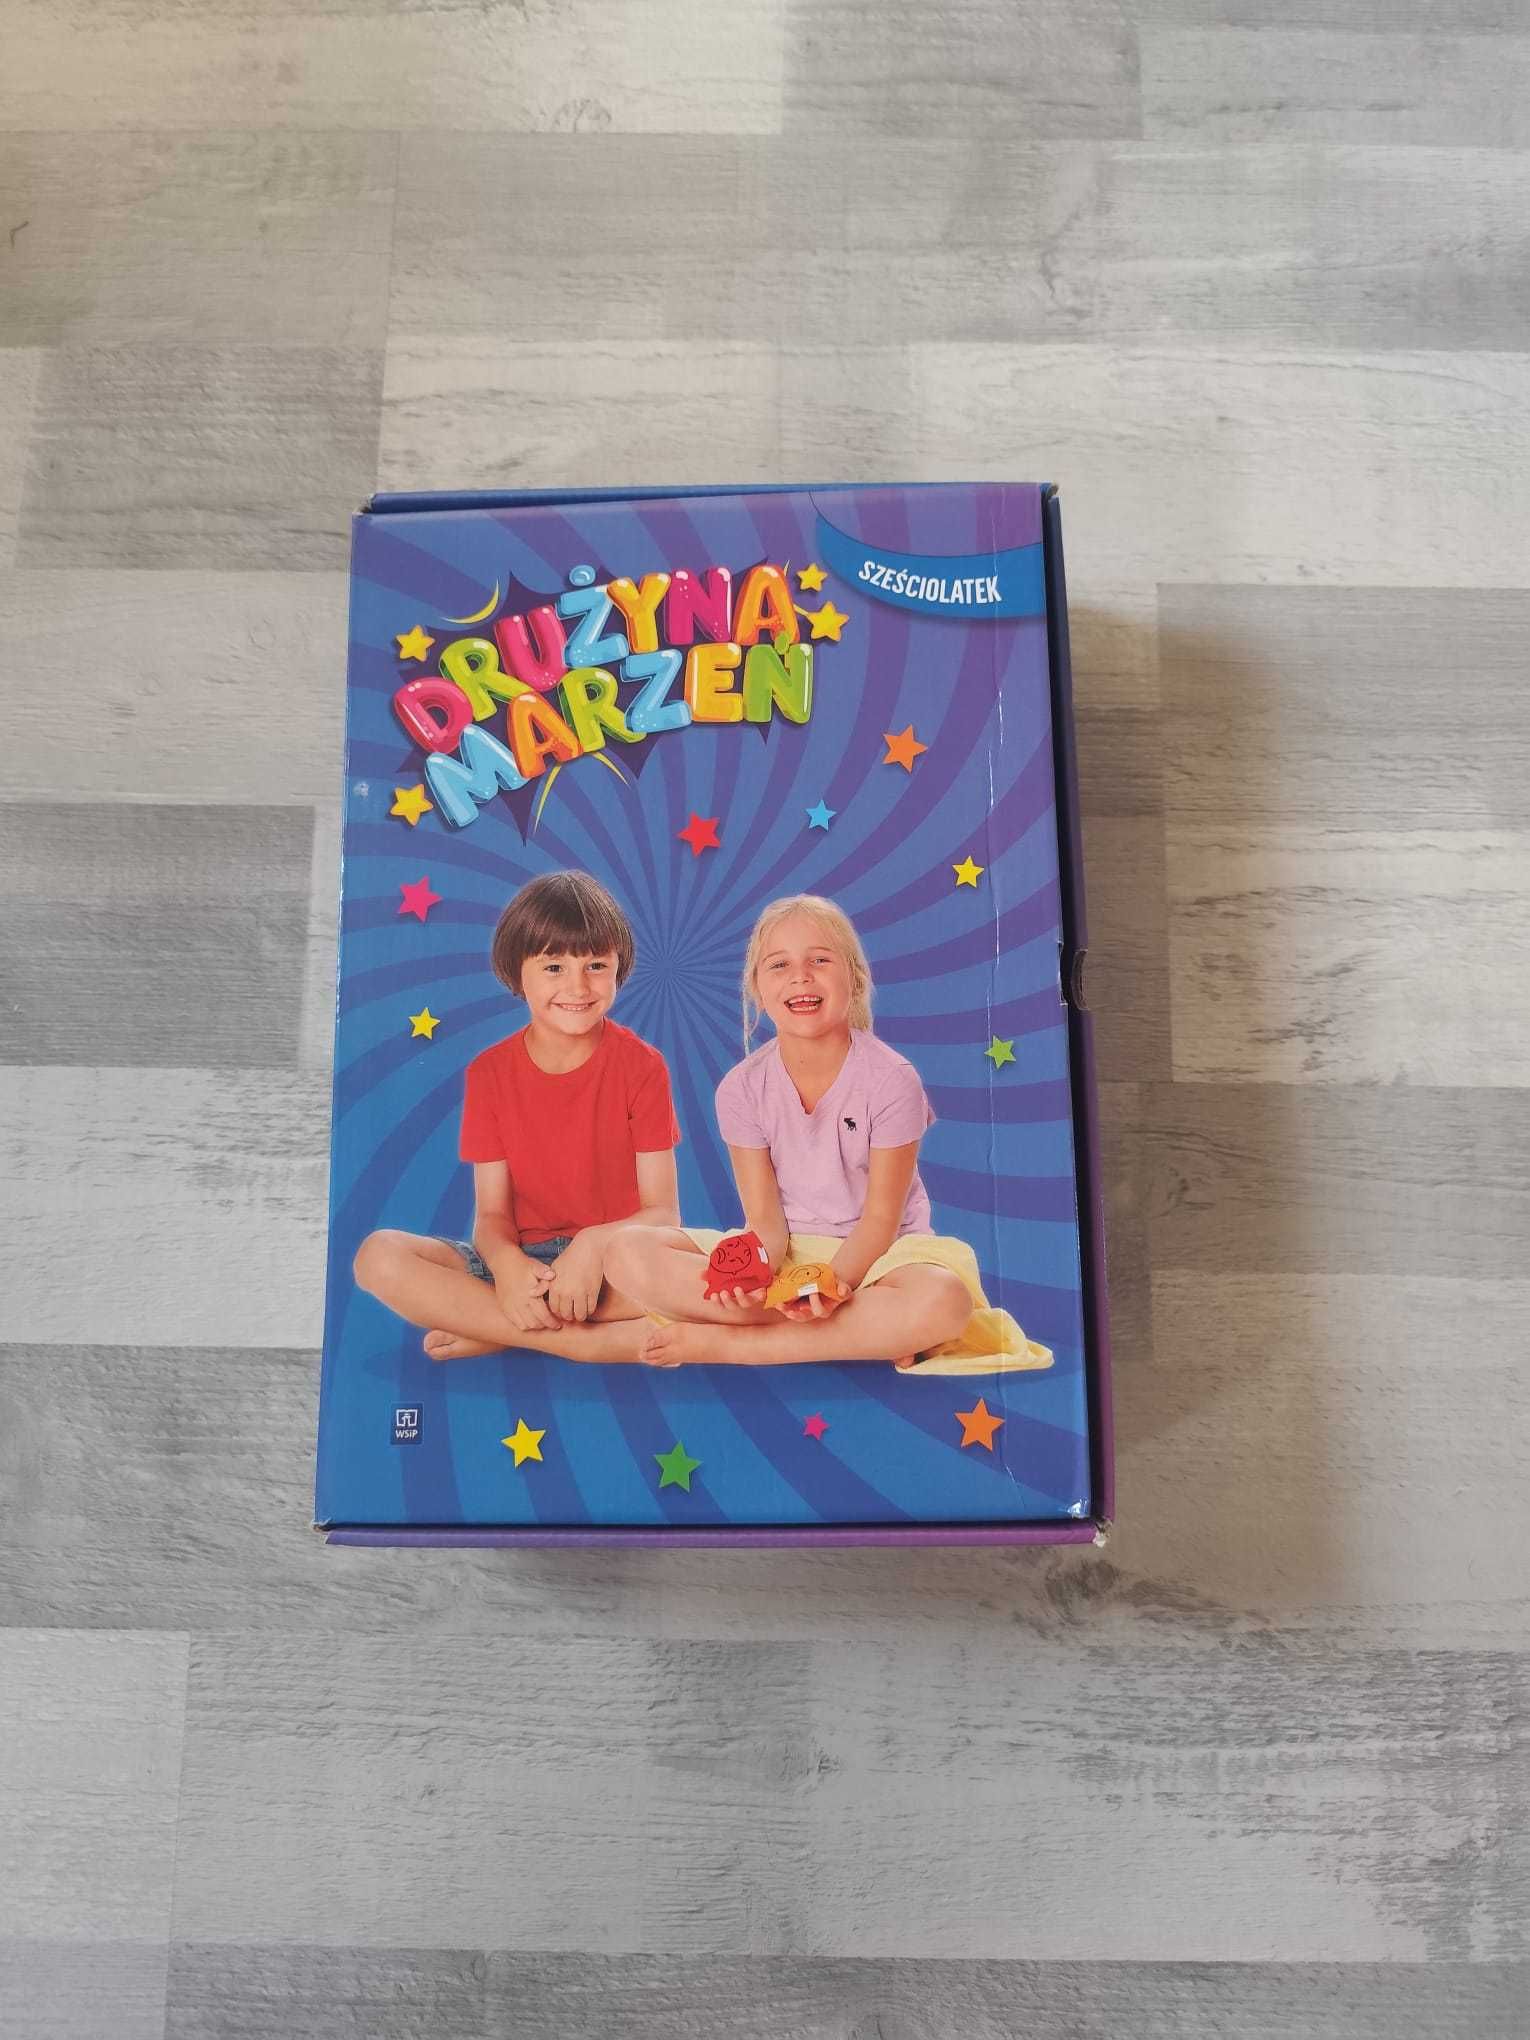 SZEŚCIOLATEK
DRUŻYNA
MARZEŃ
WSiP